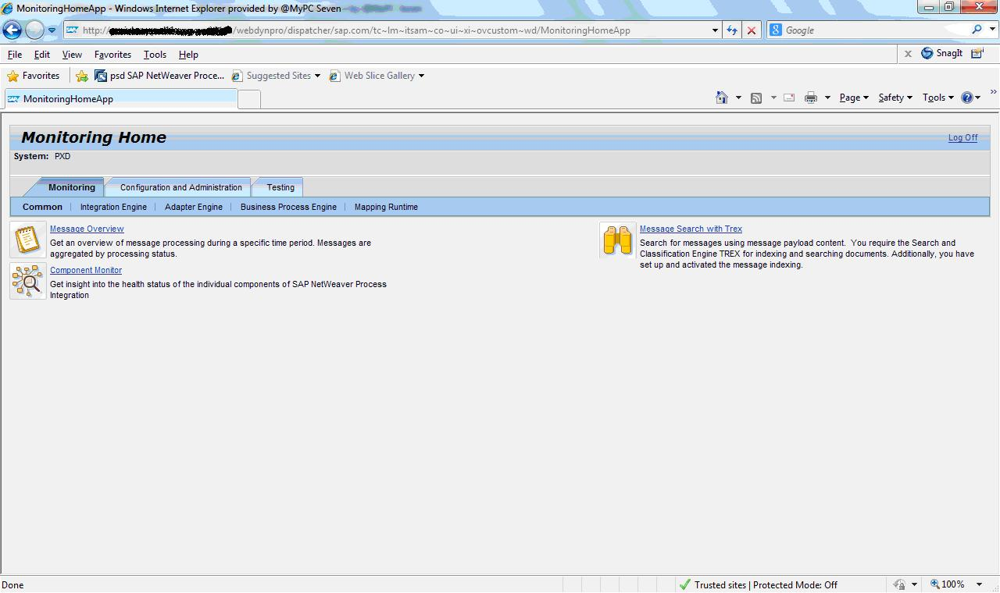 MonitoringHomeApp - Windows Internet Explorer provided by @MyPC Seven
SAP http:// /webdynpro/dispatcher/sap.com/tc~lm~itsam~co~ui~xi~ovcustom~wd/MonitoringHomeApp
Google
File Edit View Favorites Tools Help
x SnagIt
Favorites psd SAP NetWeaver Proce... Suggested Sites Web Slice Gallery
SAP MonitoringHomeApp
Page Safety Tools
Monitoring Home
Log Off
System: PXD
Monitoring Configuration and Administration Testing
Common | Integration Engine | Adapter Engine | Business Process Engine | Mapping Runtime
Message Overview
Get an overview of message processing during a specific time period. Messages are
aggregated by processing status.
Component Monitor
Get insight into the health status of the individual components of SAP NetWeaver Process
Integration
Message Search with Trex
Search for messages using message payload content. You require the Search and
Classification Engine TREX for indexing and searching documents. Additionally, you have
set up and activated the message indexing.
Done
Trusted sites | Protected Mode: Off
100%